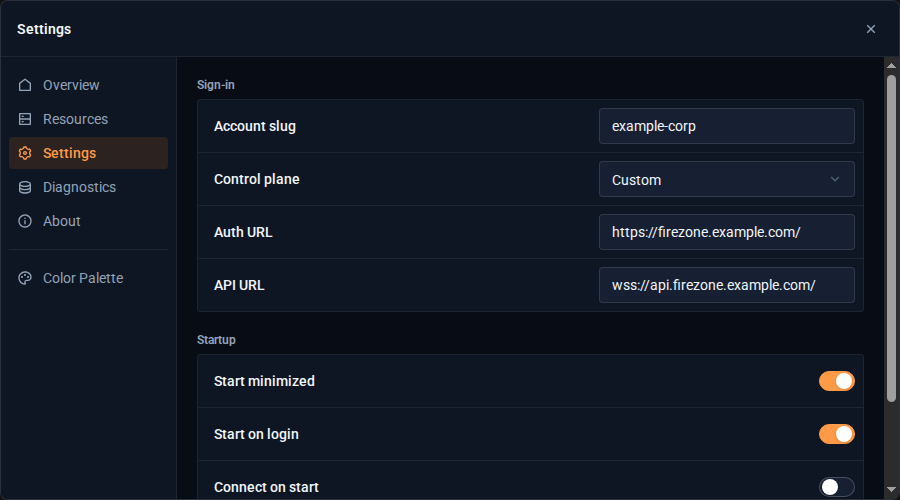 Settings
Overview
Resources
Settings
Diagnostics
About
Color Palette
Sign-in
Account slug
example-corp
Control plane
Custom
Auth URL
https://firezone.example.com/
API URL
wss://api.firezone.example.com/
Startup
Start minimized
Start on login
Connect on start